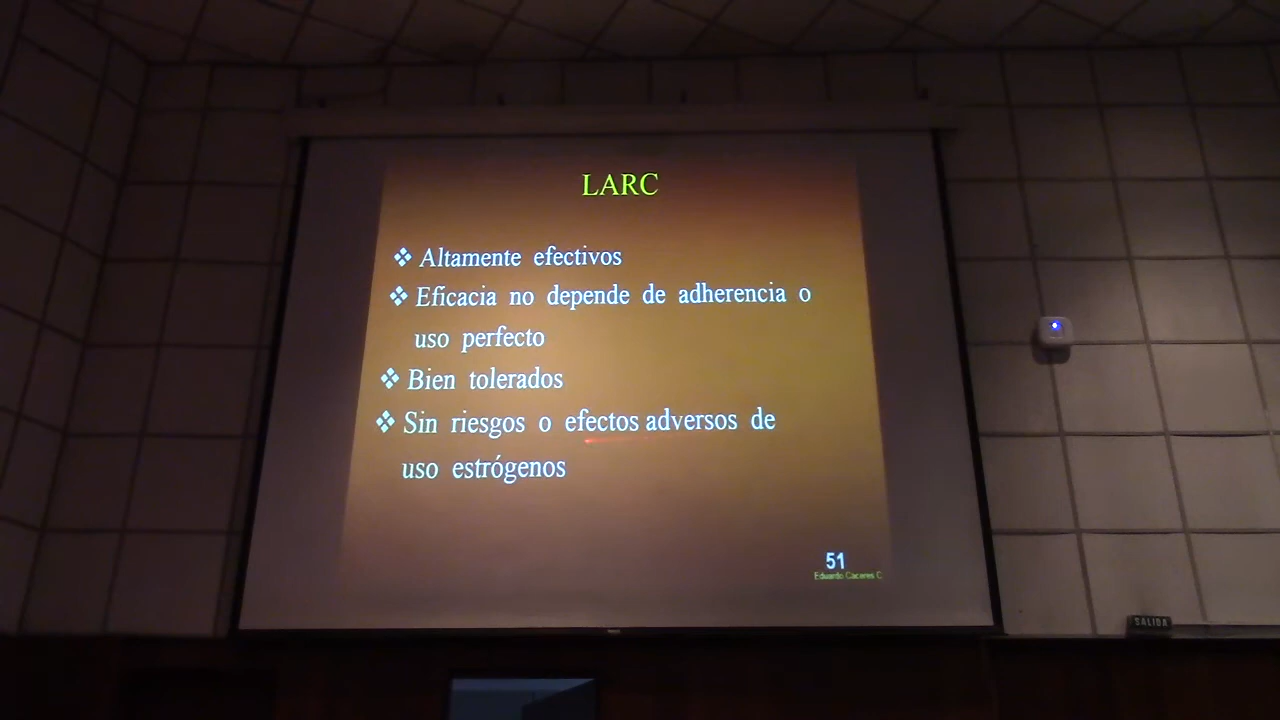 LARC
❖ Altamente efectivos
❖ Eficacia no depende de adherencia o
uso perfecto
❖ Bien tolerados
❖ Sin riesgos o efectos adversos de
uso estrógenos
51
Eduardo Caceres C
SALIDA